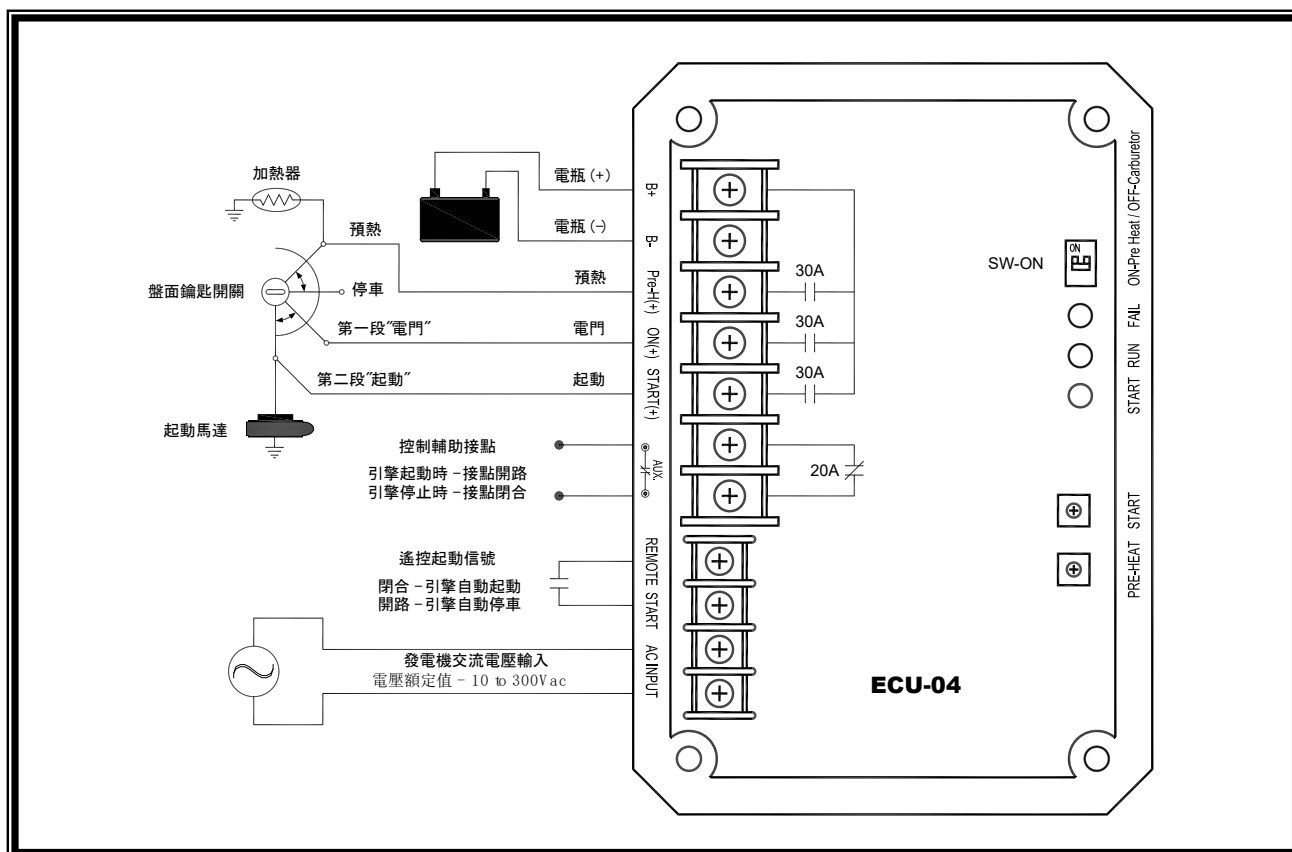 加熱器
電瓶 (+)
電瓶 (-)
預熱
預熱
盤面鑰匙開關
停車
第一段"電門"
電門
第二段"起動"
起動
起動馬達
控制輔助接點
引擎起動時 - 接點開路
引擎停止時 - 接點閉合
遙控起動信號
閉合 - 引擎自動起動
開路 - 引擎自動停車
發電機交流電壓輸入
電壓額定值 - 10 to 300Vac
B+
B-
Pre-H(+)
ON(+)
START(+)
AUX.
REMOTE START
AC INPUT
30A
30A
30A
20A
SW-ON
ON
ON-Pre Heat / OFF-Carburetor
FAIL
RUN
START
START
PRE-HEAT
ECU-04